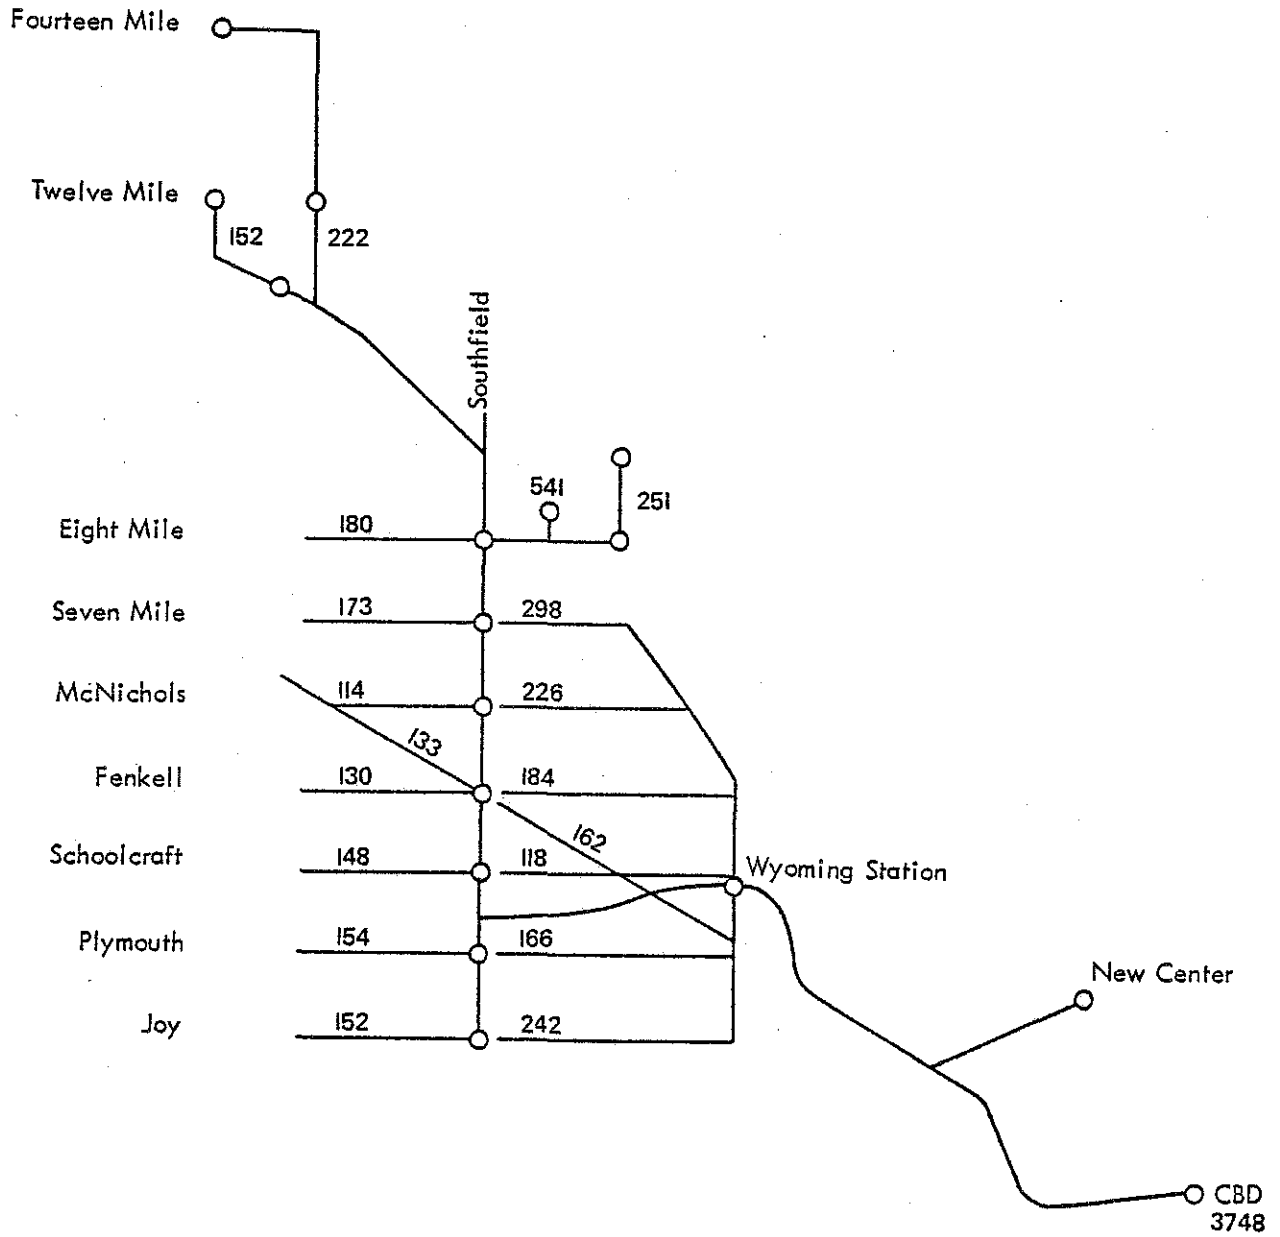 Fourteen Mile
Twelve Mile
152
222
Southfield
541
251
Eight Mile
180
Seven Mile
173
298
McNichols
114
226
133
Fenkell
130
184
162
Schoolcraft
148
118
Wyoming Station
Plymouth
154
166
New Center
Joy
152
242
CBD
3748